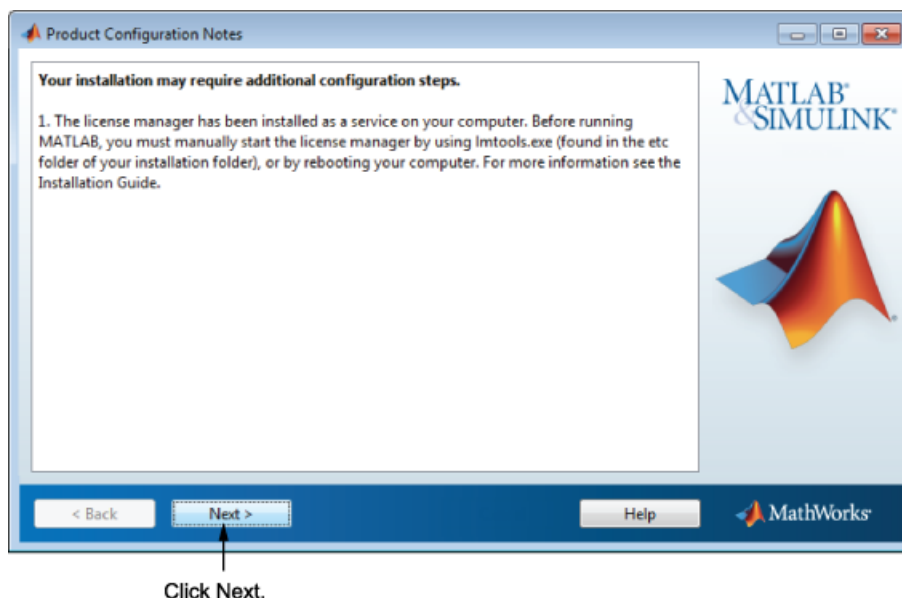 Product Configuration Notes
Your installation may require additional configuration steps.
1. The license manager has been installed as a service on your computer. Before running
MATLAB, you must manually start the license manager by using lmtools.exe (found in the etc
folder of your installation folder), or by rebooting your computer. For more information see the
Installation Guide.
MATLAB®
&SIMULINK®
< Back
Next >
Help
MathWorks®
Click Next.